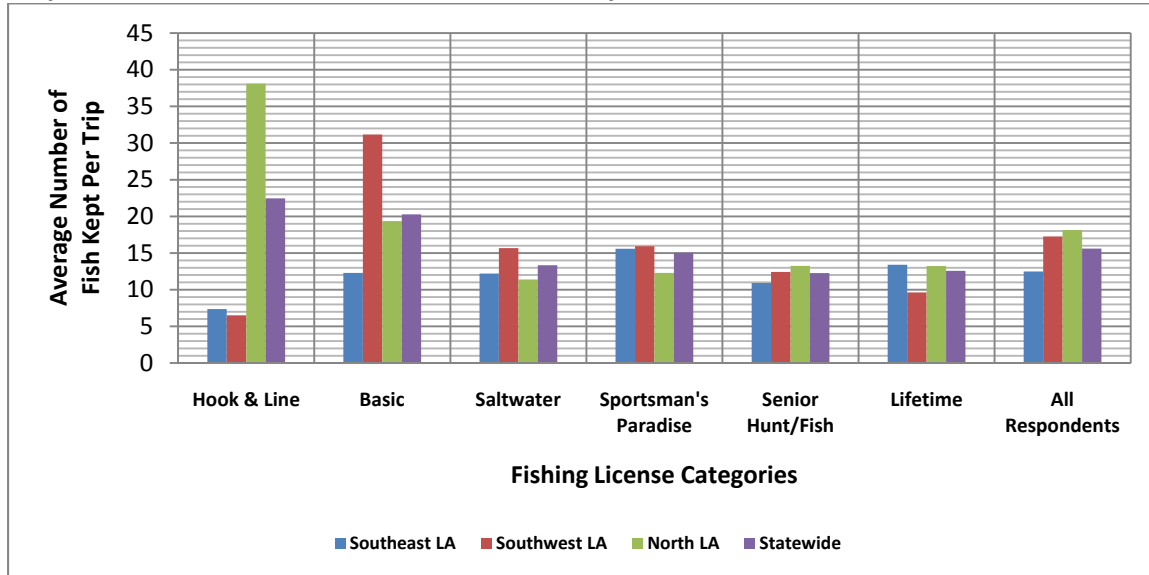 Average Number of
Fish Kept Per Trip
45
40
35
30
25
20
15
10
5
0
Hook & Line Basic Saltwater Sportsman's Senior Lifetime All
Paradise Hunt/Fish Respondents
Fishing License Categories
Southeast LA Southwest LA North LA Statewide